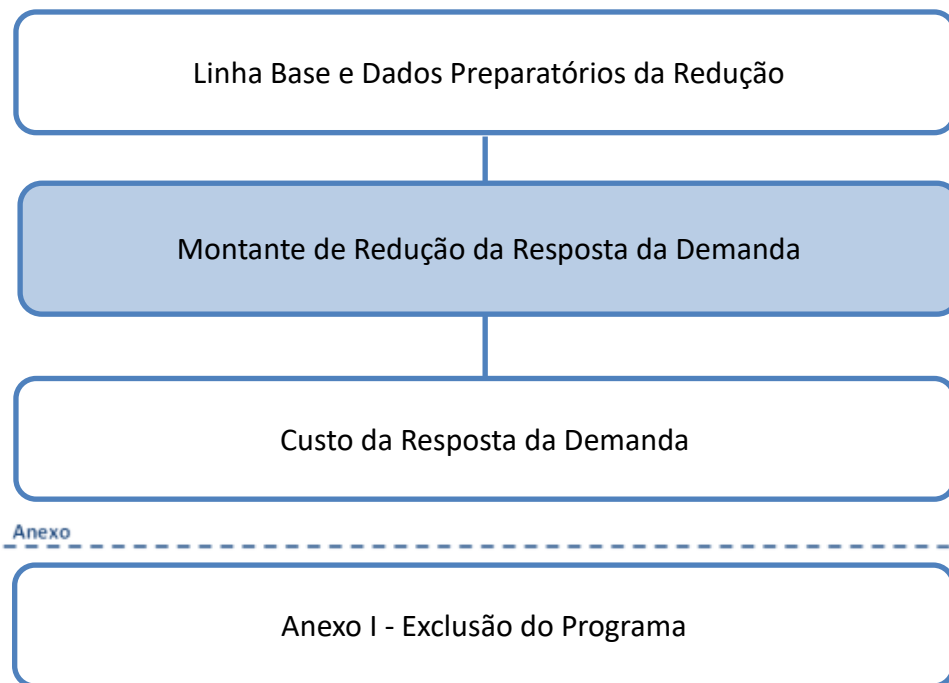 Linha Base e Dados Preparatórios da Redução
Montante de Redução da Resposta da Demanda
Custo da Resposta da Demanda
Anexo
Anexo I - Exclusão do Programa